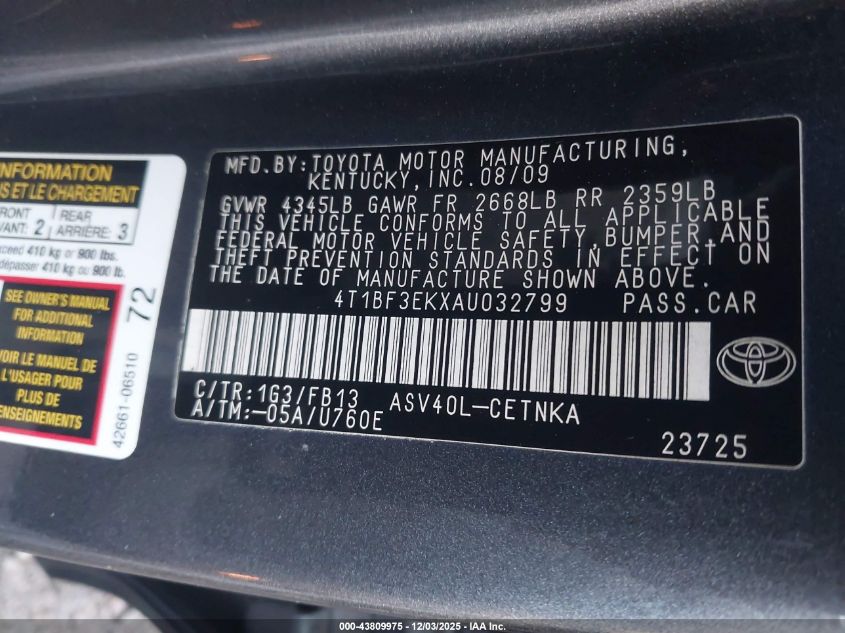 INFORMATION
S ET LE CHARGEMENT
FRONT
VANT: 2
REAR
ARRIÈRE: 3
xceed 410 kg or 900 lbs.
dépasser 410 kg ou 900 lb.
SEE OWNER'S MANUAL
FOR ADDITIONAL
INFORMATION
VOIR LE MANUEL DE
L'USAGER POUR
PLUS DE
RENSEIGNEMENTS
72
42661-06510
MFD.BY:TOYOTA MOTOR MANUFACTURING,
KENTUCKY,INC.08/09
GVWR 4345LB GAWR FR 2668LB RR 2359LB
THIS VEHICLE CONFORMS TO ALL APPLICABLE
FEDERAL MOTOR VEHICLE SAFETY,BUMPER,AND
THEFT PREVENTION STANDARDS IN EFFECT ON
THE DATE OF MANUFACTURE SHOWN ABOVE.
4T1BF3EKXAU032799 PASS.CAR
C/TR:1G3/FB13 ASV40L-CETNKA
A/TM:-05A/U760E
23725
000-43809975 - 12/03/2025 - IAA Inc.